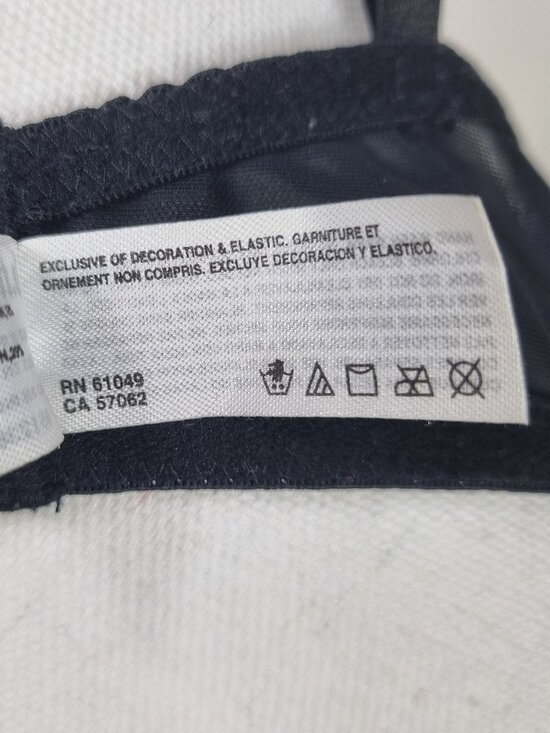 EXCLUSIVE OF DECORATION & ELASTIC. GARNITURE ET
ORNEMENT NON COMPRIS. EXCLUYE DECORACION Y ELASTICO.
RN 61049
CA 57062